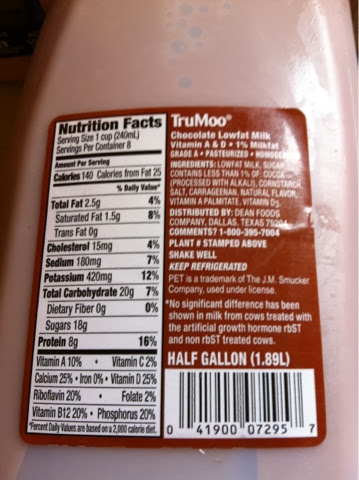 Nutrition Facts
Serving Size 1 cup (240mL)
Servings Per Container 8
Amount Per Serving
Calories 140 Calories from Fat 25
% Daily Value*
Total Fat 2.5g 4%
Saturated Fat 1.5g 8%
Trans Fat 0g
Cholesterol 15mg 4%
Sodium 180mg 7%
Potassium 420mg 12%
Total Carbohydrate 20g 7%
Dietary Fiber 0g 0%
Sugars 18g
Protein 8g 16%
Vitamin A 10% • Vitamin C 2%
Calcium 25% • Iron 0% • Vitamin D 25%
Riboflavin 20% • Folate 2%
Vitamin B12 20% • Phosphorus 20%
*Percent Daily Values are based on a 2,000 calorie diet.
TruMoo®
Chocolate Lowfat Milk
Vitamin A & D • 1% Milkfat
GRADE A • PASTEURIZED •
INGREDIENTS: LOWFAT MILK, SUGAR,
CONTAINS LESS THAN 1% OF: COCOA
(PROCESSED WITH ALKALI), CORNSTARCH,
SALT, CARRAGEENAN, NATURAL FLAVOR,
VITAMIN A PALMITATE, VITAMIN D3.
DISTRIBUTED BY: DEAN FOODS
COMPANY, DALLAS, TEXAS 75204
COMMENTS? 1-800-395-7004
PLANT # STAMPED ABOVE
SHAKE WELL
KEEP REFRIGERATED
PET is a trademark of The J.M. Smucker
Company, used under license.
*No significant difference has been
shown in milk from cows treated with
the artificial growth hormone rbST
and non rbST treated cows.
HALF GALLON (1.89L)
0 41900 07295 7